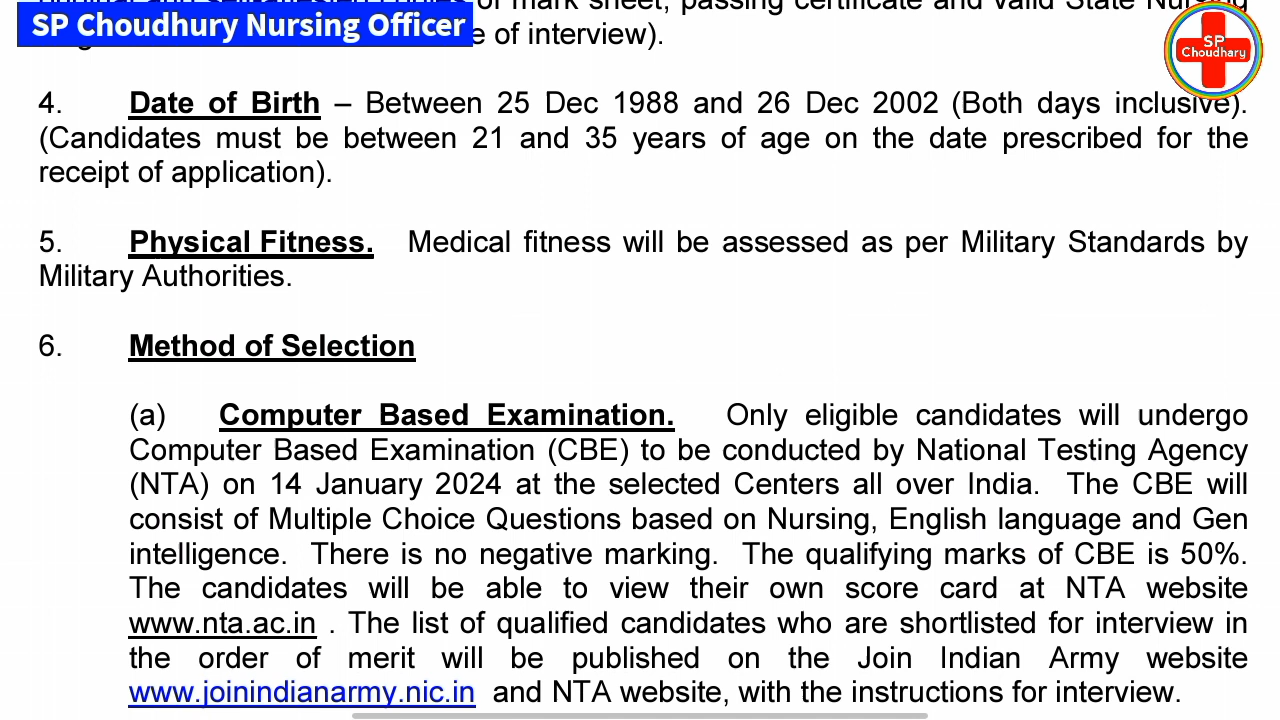 of mark sheet, passing certificate and valid State Nursing
SP Choudhury Nursing Officer
e of interview).
SP
Choudhary
4. Date of Birth – Between 25 Dec 1988 and 26 Dec 2002 (Both days inclusive).
(Candidates must be between 21 and 35 years of age on the date prescribed for the
receipt of application).
5. Physical Fitness. Medical fitness will be assessed as per Military Standards by
Military Authorities.
6. Method of Selection
(a) Computer Based Examination. Only eligible candidates will undergo
Computer Based Examination (CBE) to be conducted by National Testing Agency
(NTA) on 14 January 2024 at the selected Centers all over India. The CBE will
consist of Multiple Choice Questions based on Nursing, English language and Gen
intelligence. There is no negative marking. The qualifying marks of CBE is 50%.
The candidates will be able to view their own score card at NTA website
www.nta.ac.in . The list of qualified candidates who are shortlisted for interview in
the order of merit will be published on the Join Indian Army website
www.joinindianarmy.nic.in and NTA website, with the instructions for interview.